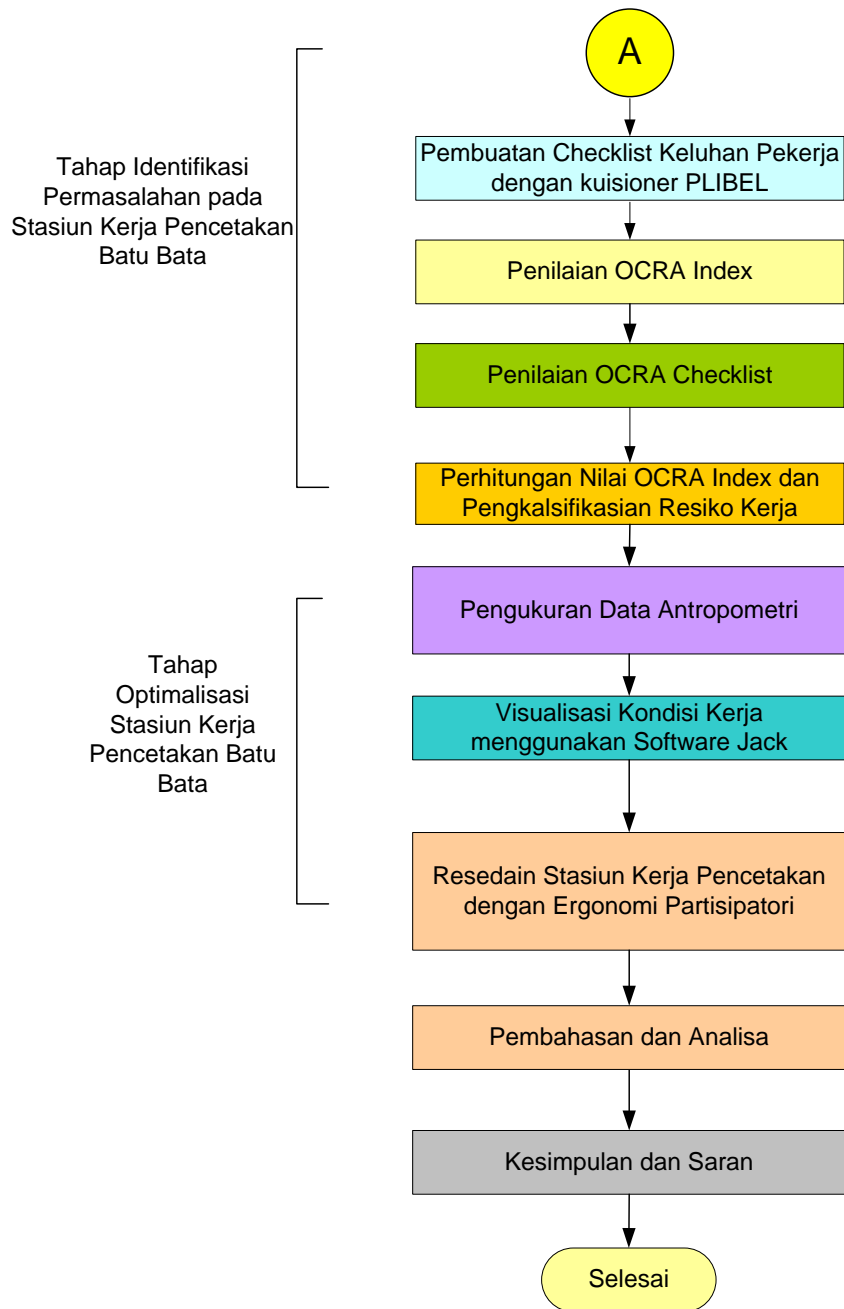 A
Tahap Identifikasi
Permasalahan pada
Stasiun Kerja Pencetakan
Batu Bata
Pembuatan Checklist Keluhan Pekerja
dengan kuisioner PLIBEL
Penilaian OCRA Index
Penilaian OCRA Checklist
Perhitungan Nilai OCRA Index dan
Pengkalsifikasian Resiko Kerja
Tahap
Optimalisasi
Stasiun Kerja
Pencetakan Batu
Bata
Pengukuran Data Antropometri
Visualisasi Kondisi Kerja
menggunakan Software Jack
Resedain Stasiun Kerja Pencetakan
dengan Ergonomi Partisipatori
Pembahasan dan Analisa
Kesimpulan dan Saran
Selesai